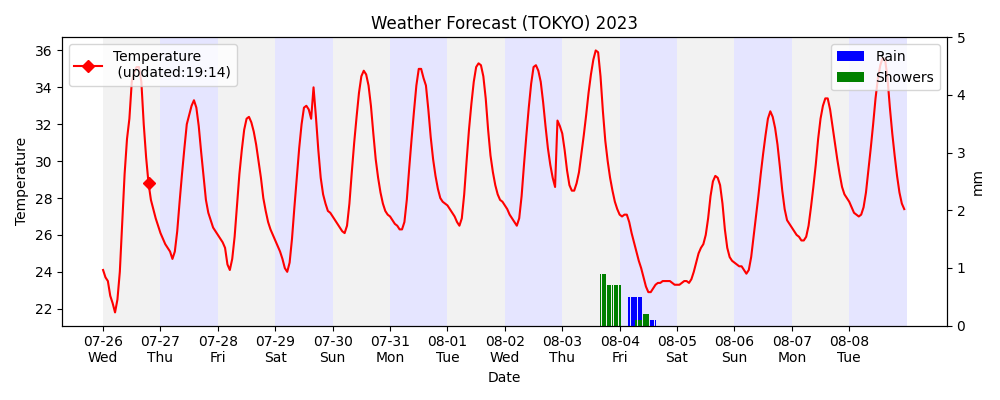 Weather Forecast (TOKYO) 2023
Temperature
(updated:19:14)
Rain
Showers
36
34
32
30
28
26
24
22
Temperature
5
4
3
2
1
0
mm
07-26 07-27 07-28 07-29 07-30 07-31 08-01 08-02 08-03 08-04 08-05 08-06 08-07 08-08
Wed Thu Fri Sat Sun Mon Tue Wed Thu Fri Sat Sun Mon Tue
Date